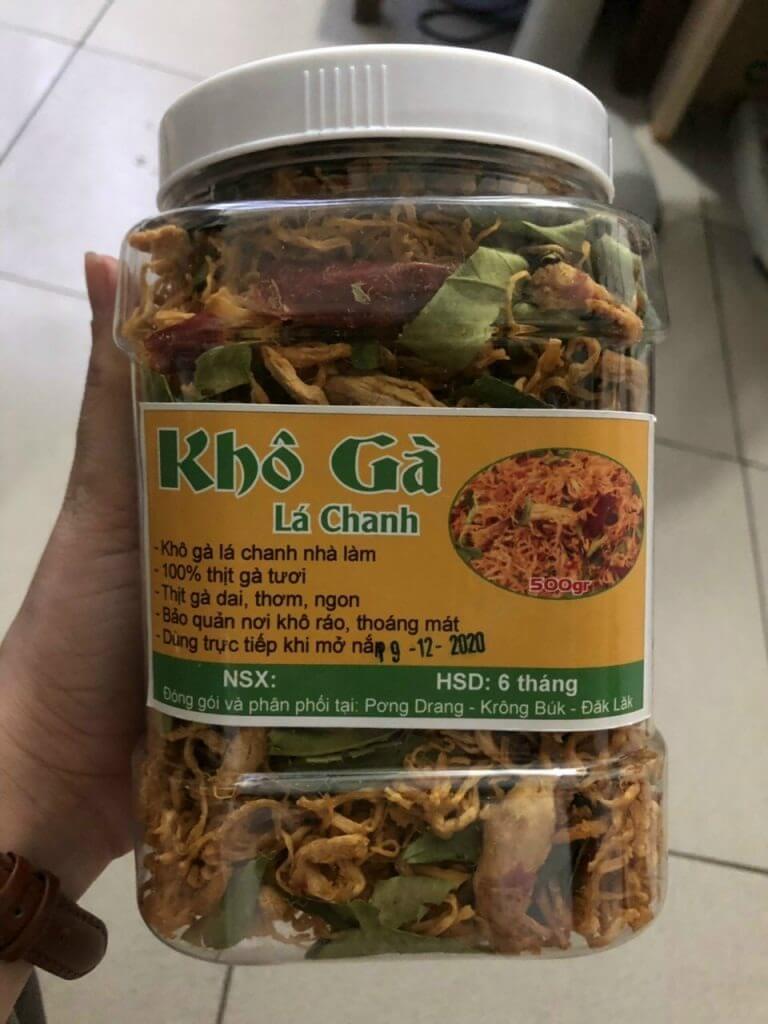 Khô Gà
Lá Chanh
- Khô gà lá chanh nhà làm
- 100% thịt gà tươi
- Thịt gà dai, thơm, ngon
- Bảo quản nơi khô ráo, thoáng mát
- Dùng trực tiếp khi mở nắp
9 -12- 2020
500gr
NSX:
HSD: 6 tháng
Đóng gói và phân phối tại: Pơng Drang - Krông Búk - Đăk Lăk